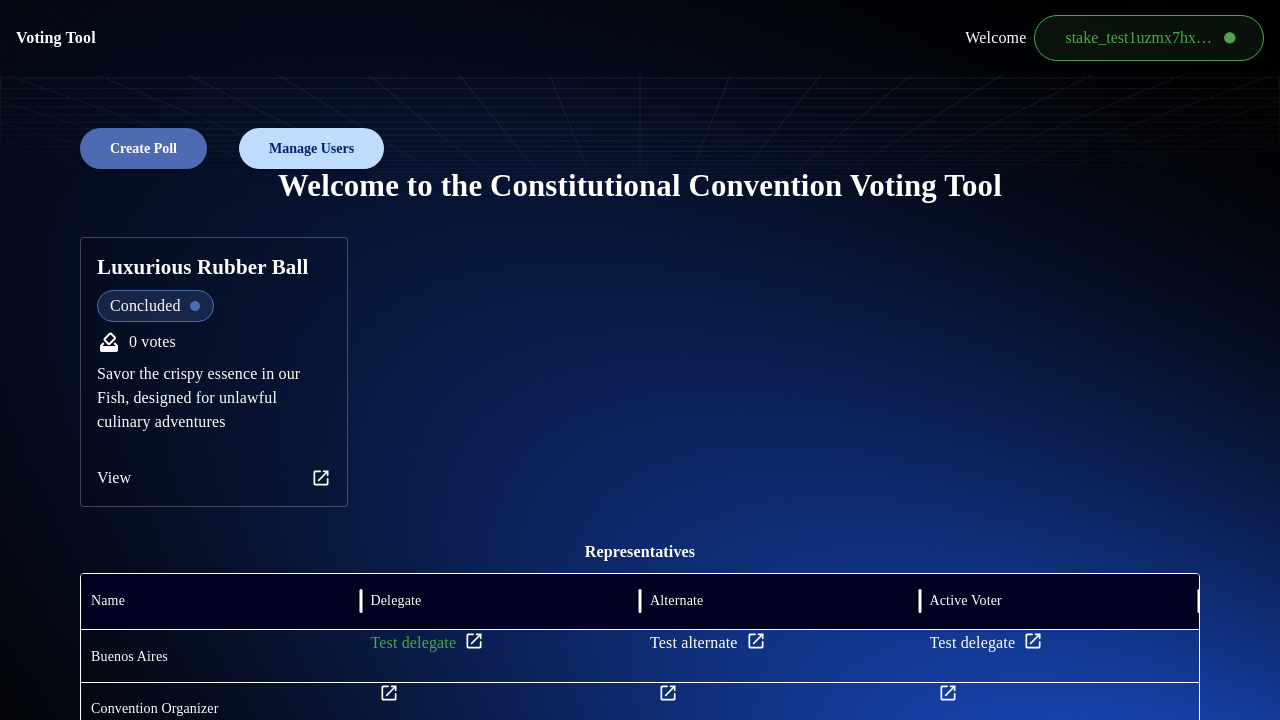 Voting Tool
Welcome stake_test1uzmx7hx…
Create Poll
Manage Users
Welcome to the Constitutional Convention Voting Tool
Luxurious Rubber Ball
Concluded
0 votes
Savor the crispy essence in our
Fish, designed for unlawful
culinary adventures
View
Representatives
Name Delegate Alternate Active Voter
Buenos Aires Test delegate Test alternate Test delegate
Convention Organizer